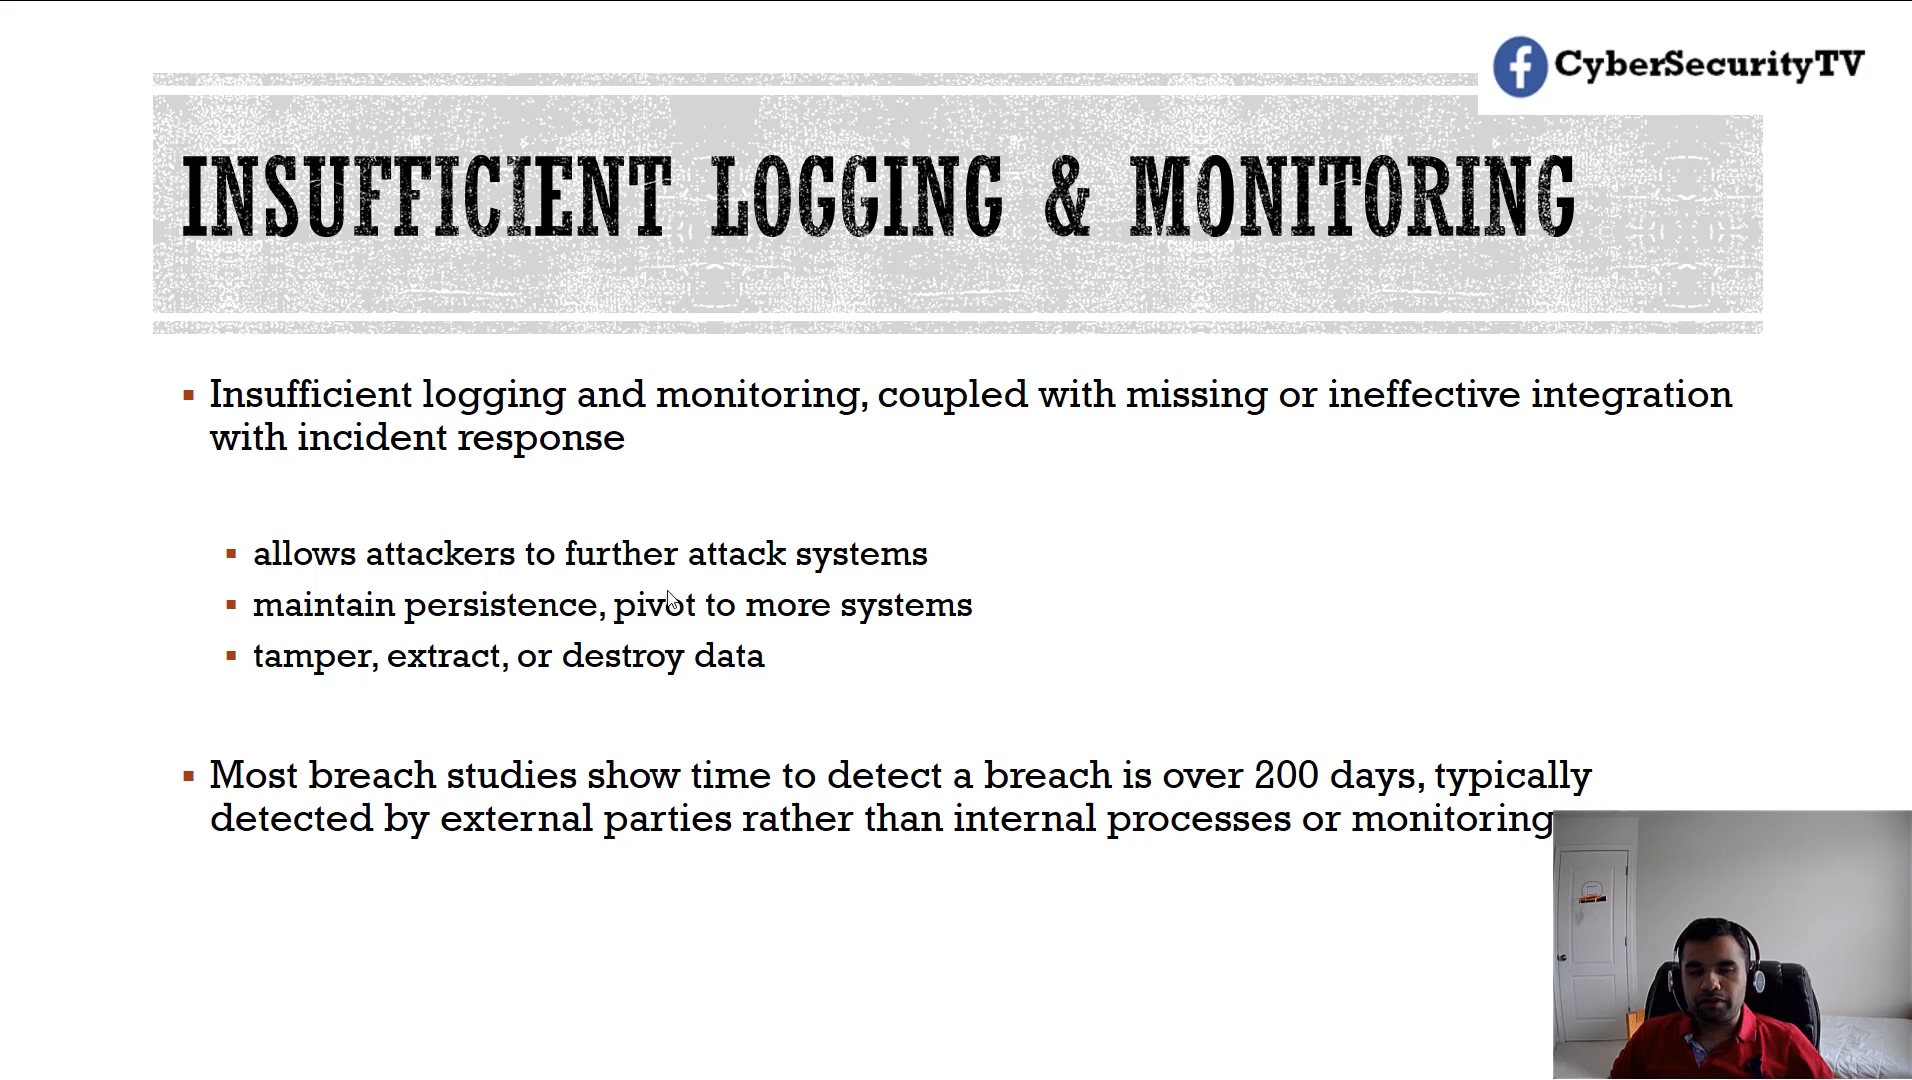 CyberSecurityTV
INSUFFICIENT LOGGING & MONITORING
Insufficient logging and monitoring, coupled with missing or ineffective integration
with incident response
allows attackers to further attack systems
maintain persistence, pivot to more systems
tamper, extract, or destroy data
Most breach studies show time to detect a breach is over 200 days, typically
detected by external parties rather than internal processes or monitoring